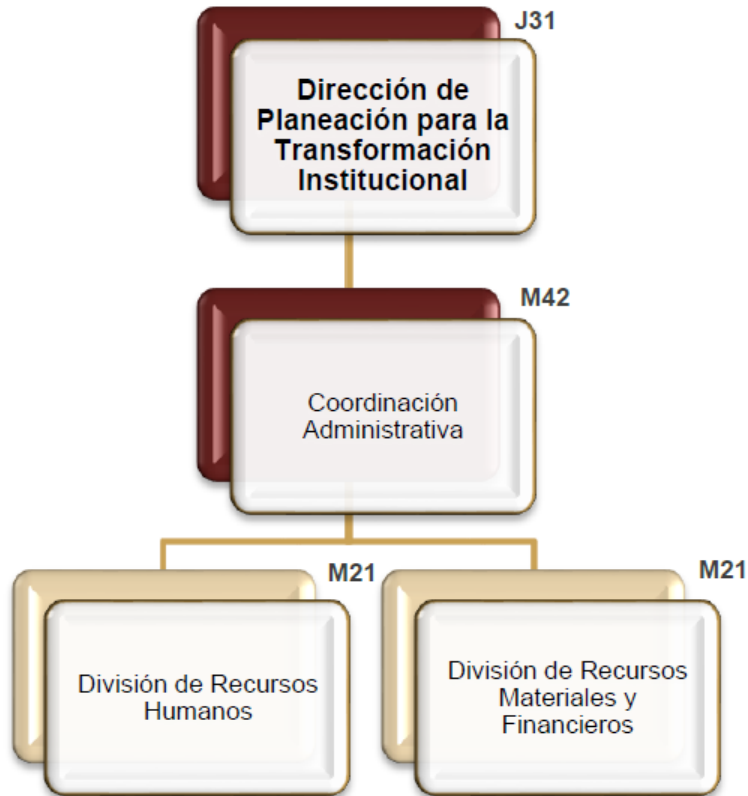 J31
Dirección de
Planeación para la
Transformación
Institucional
M42
Coordinación
Administrativa
M21
División de Recursos
Humanos
M21
División de Recursos
Materiales y
Financieros